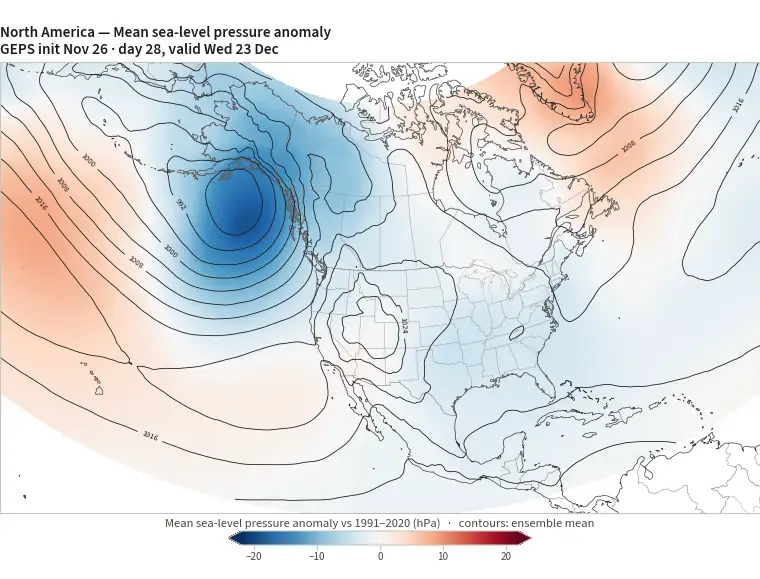 North America — Mean sea-level pressure anomaly
GEPS init Nov 26 · day 28, valid Wed 23 Dec
1016
1008
1000
1008
1016
992
1000
1008
1024
1016
Mean sea-level pressure anomaly vs 1991–2020 (hPa) · contours: ensemble mean
−20 −10 0 10 20